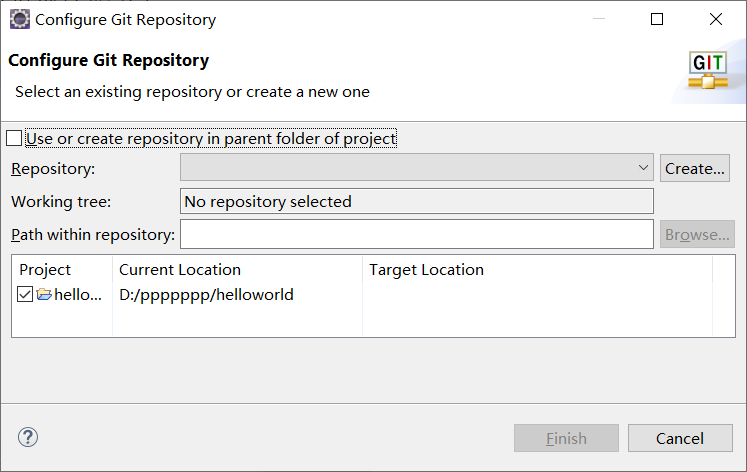 Configure Git Repository
Configure Git Repository
Select an existing repository or create a new one
GIT
Use or create repository in parent folder of project
Repository: Create...
Working tree: No repository selected
Path within repository: Browse...
Project Current Location Target Location
hello... D:/ppppppp/helloworld
Finish Cancel